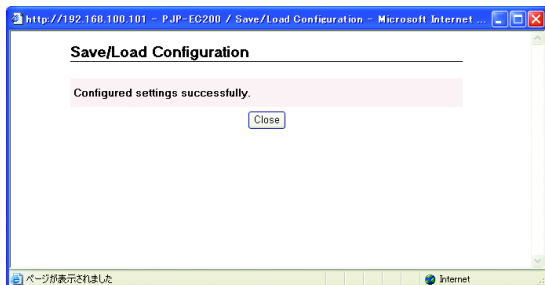 http://192.168.100.101 - PJP-EC200 / Save/Load Configuration - Microsoft Internet ...
Save/Load Configuration
Configured settings successfully.
Close
ページが表示されました
Internet